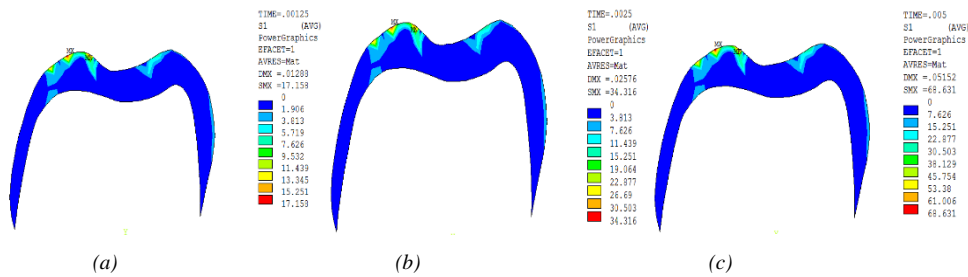 TIME=.00125
S1 (AVG)
PowerGraphics
EFACET=1
AVRES=Mat
DMX =.01288
SMX =17.158
0
1.906
3.813
5.719
7.626
9.532
11.439
13.345
15.251
17.158
MX
(a)
TIME=.0025
S1 (AVG)
PowerGraphics
EFACET=1
AVRES=Mat
DMX =.02576
SMX =34.316
0
3.813
7.626
11.439
15.251
19.064
22.877
26.69
30.503
34.316
MX
(b)
TIME=.005
S1 (AVG)
PowerGraphics
EFACET=1
AVRES=Mat
DMX =.05152
SMX =68.631
0
7.626
15.251
22.877
30.503
38.129
45.754
53.38
61.006
68.631
MX
(c)